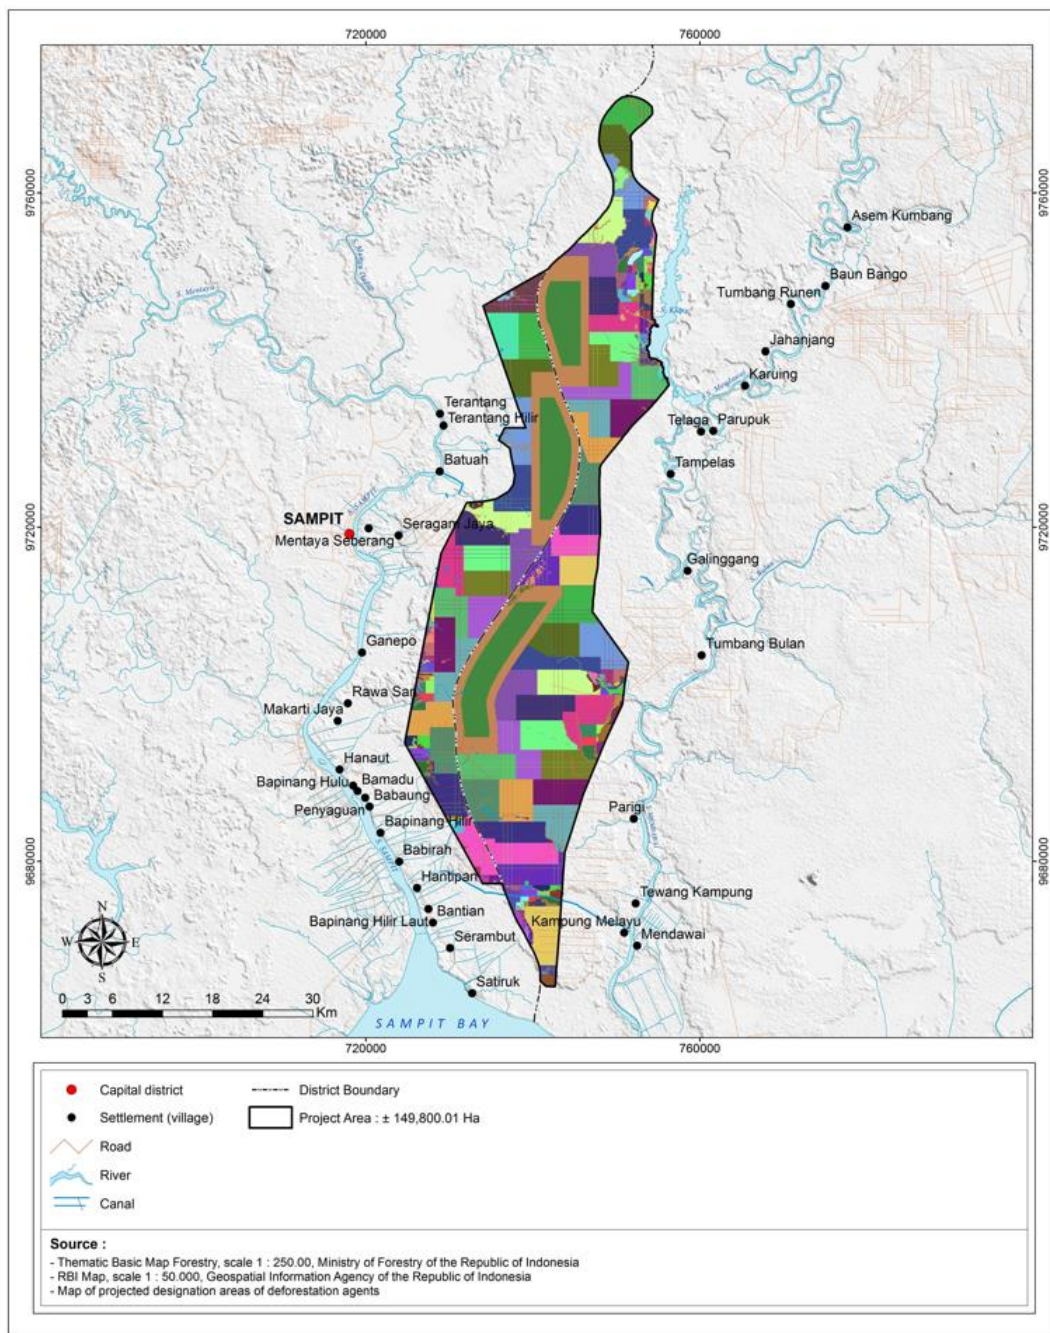 720000
760000
9760000
9760000
Asem Kumbang
Baun Bango
Tumbang Runen
S. Mentaya
Jahanjang
Karuing
Terantang
Terantang Hilir
Telaga
Parupuk
Batuah
Tampelas
S. SAMPIT
SAMPIT
Seragam Jaya
Mentaya Seberang
9720000
9720000
Galinggang
Ganepo
Tumbang Bulan
Rawa Sari
Makarti Jaya
Hanaut
Bapinang Hulu
Bamadu
Babaung
Penyaguan
Parigi
Bapinang Hilir
S. SAMPIT
Babirah
9680000
9680000
Hantipan
Tewang Kampung
Bantian
Bapinang Hilir Laut
Kampung Melayu
Mendawai
Serambut
N
W
E
S
Satiruk
0 3 6 12 18 24 30
Km
SAMPIT BAY
720000
760000
Capital district
District Boundary
Settlement (village)
Project Area : ± 149,800.01 Ha
Road
River
Canal
Source :
- Thematic Basic Map Forestry, scale 1 : 250.00, Ministry of Forestry of the Republic of Indonesia
- RBI Map, scale 1 : 50.000, Geospatial Information Agency of the Republic of Indonesia
- Map of projected designation areas of deforestation agents